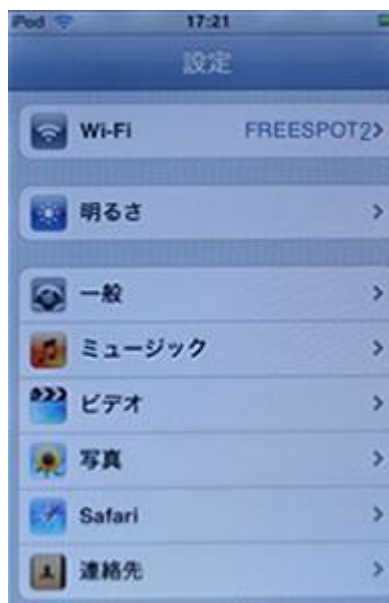 iPod 17:21
設定
Wi-Fi FREESPOT2>
明るさ >
一般 >
ミュージック >
ビデオ >
写真 >
Safari >
連絡先 >